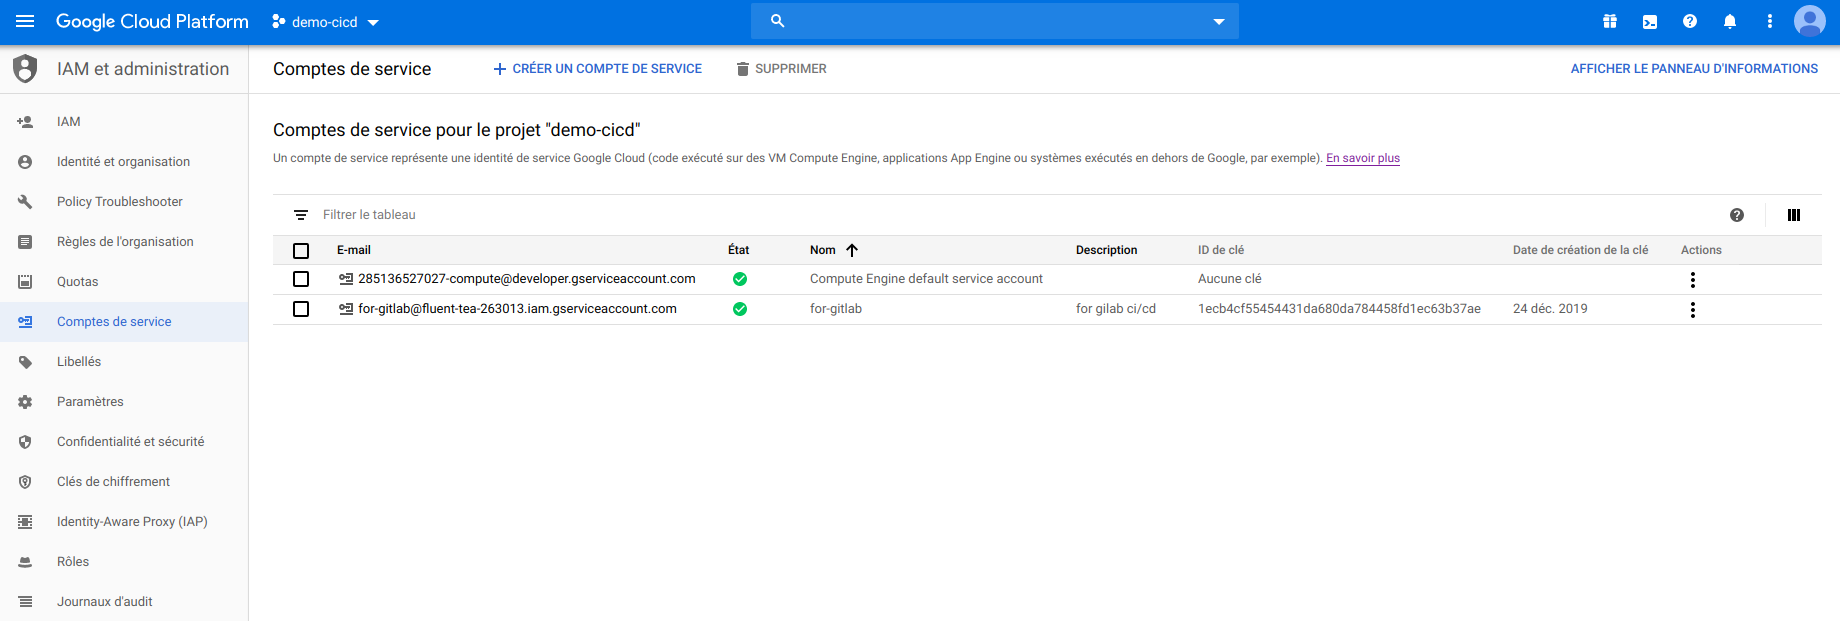 Google Cloud Platform demo-cicd
IAM et administration
Comptes de service
CRÉER UN COMPTE DE SERVICE
SUPPRIMER
AFFICHER LE PANNEAU D'INFORMATIONS
IAM
Identité et organisation
Policy Troubleshooter
Règles de l'organisation
Quotas
Comptes de service
Libellés
Paramètres
Confidentialité et sécurité
Clés de chiffrement
Identity-Aware Proxy (IAP)
Rôles
Journaux d'audit
Comptes de service pour le projet "demo-cicd"
Un compte de service représente une identité de service Google Cloud (code exécuté sur des VM Compute Engine, applications App Engine ou systèmes exécutés en dehors de Google, par exemple). En savoir plus
Filtrer le tableau
E-mail État Nom Description ID de clé Date de création de la clé Actions
285136527027-compute@developer.gserviceaccount.com Compute Engine default service account Aucune clé
for-gitlab@fluent-tea-263013.iam.gserviceaccount.com for-gitlab for gilab ci/cd 1ecb4cf55454431da680da784458fd1ec63b37ae 24 déc. 2019